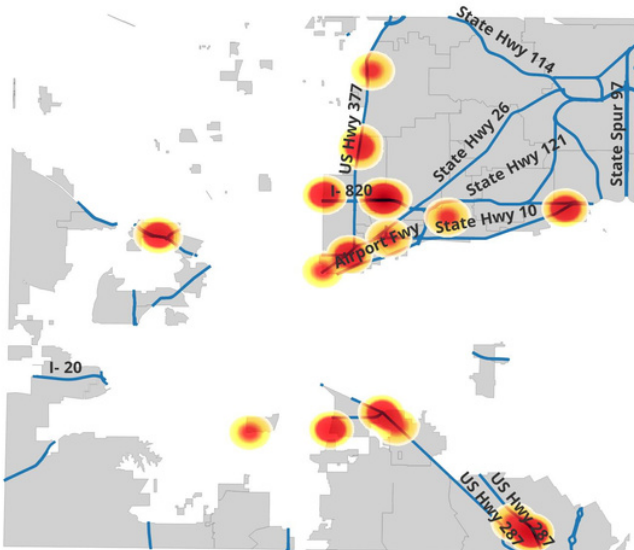 State Hwy 114
US Hwy 377
State Hwy 26
State Spur 97
State Hwy 121
I- 820
State Hwy 10
Airport Fwy
I- 20
US Hwy 287
US Hwy 287